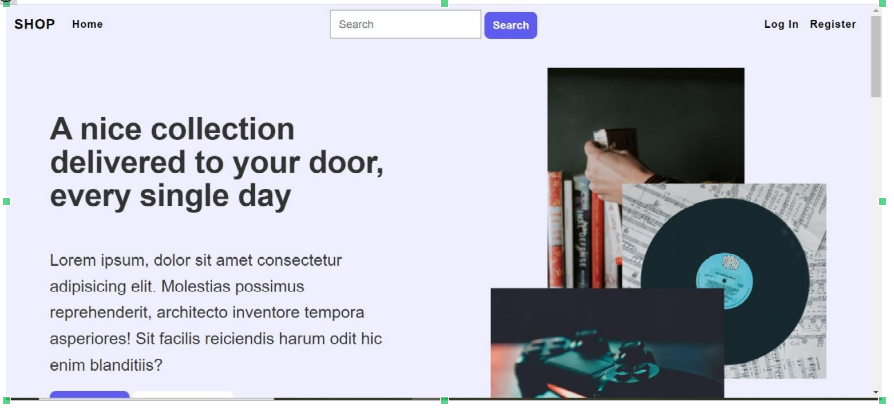 SHOP Home Search Search Log In Register
A nice collection
delivered to your door,
every single day
Lorem ipsum, dolor sit amet consectetur
adipisicing elit. Molestias possimus
reprehenderit, architecto inventore tempora
asperiores! Sit facilis reiciendis harum odit hic
enim blanditiis?